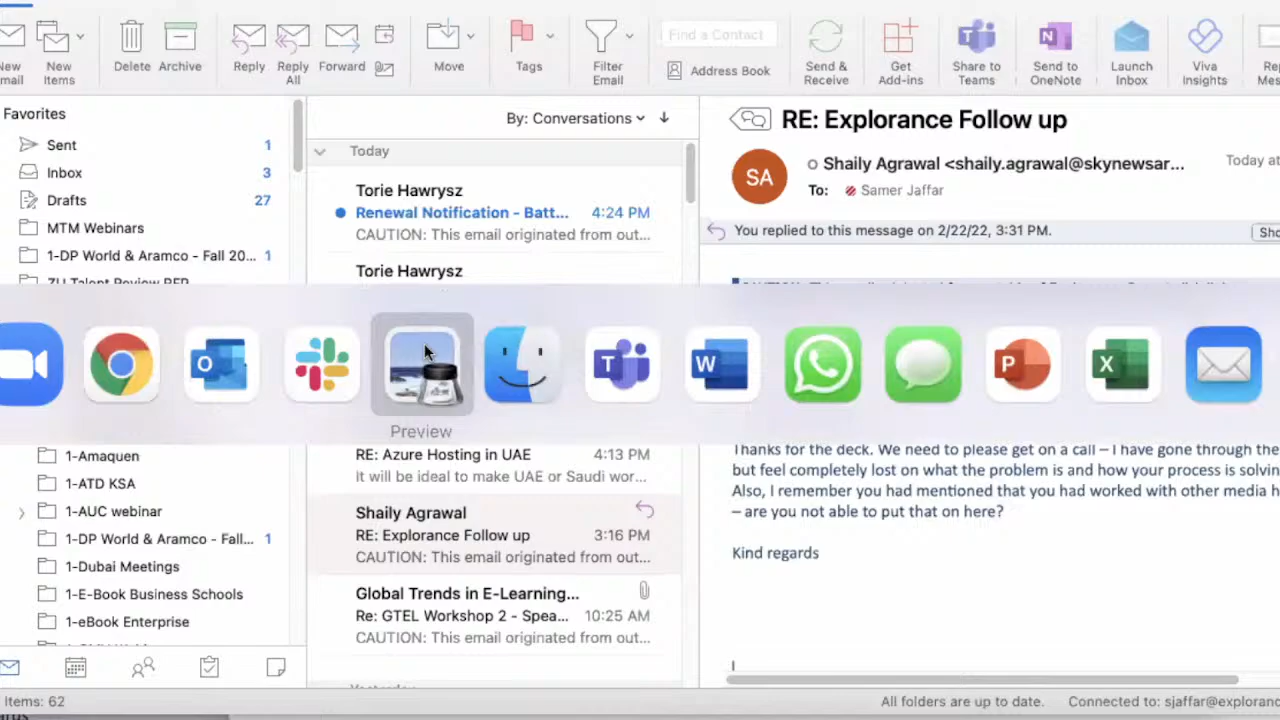 New Items
Delete
Archive
Reply
Reply All
Forward
Move
Tags
Filter Email
Find a Contact
Address Book
Send & Receive
Get Add-ins
Share to Teams
Send to OneNote
Launch Inbox
Viva Insights
Favorites
Sent 1
Inbox 3
Drafts 27
MTM Webinars
1-DP World & Aramco - Fall 20... 1
By: Conversations
Today
Torie Hawrysz
Renewal Notification - Batt... 4:24 PM
CAUTION: This email originated from out...
Torie Hawrysz
RE: Explorance Follow up
SA
Shaily Agrawal <shaily.agrawal@skynewsar...
Today at
To: Samer Jaffar
You replied to this message on 2/22/22, 3:31 PM.
Preview
1-Amaquen
1-ATD KSA
1-AUC webinar
1-DP World & Aramco - Fall... 1
1-Dubai Meetings
1-E-Book Business Schools
1-eBook Enterprise
RE: Azure Hosting in UAE 4:13 PM
It will be ideal to make UAE or Saudi wor...
Shaily Agrawal
RE: Explorance Follow up 3:16 PM
CAUTION: This email originated from out...
Global Trends in E-Learning...
Re: GTEL Workshop 2 - Spea... 10:25 AM
CAUTION: This email originated from out...
Thanks for the deck. We need to please get on a call – I have gone through the
but feel completely lost on what the problem is and how your process is solvin
Also, I remember you had mentioned that you had worked with other media h
– are you not able to put that on here?
Kind regards
Items: 62
All folders are up to date.
Connected to: sjaffar@exploranc